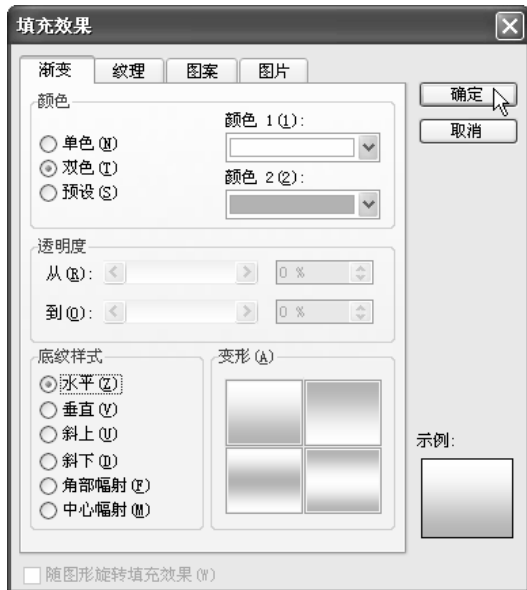 填充效果
渐变 纹理 图案 图片
颜色
单色(N)
双色(T)
预设(S)
颜色 1(1):
颜色 2(2):
透明度
从(R): 0 %
到(O): 0 %
底纹样式
水平(Z)
垂直(V)
斜上(U)
斜下(D)
角部幅射(F)
中心幅射(M)
变形(A)
确定
取消
示例:
随图形旋转填充效果(W)